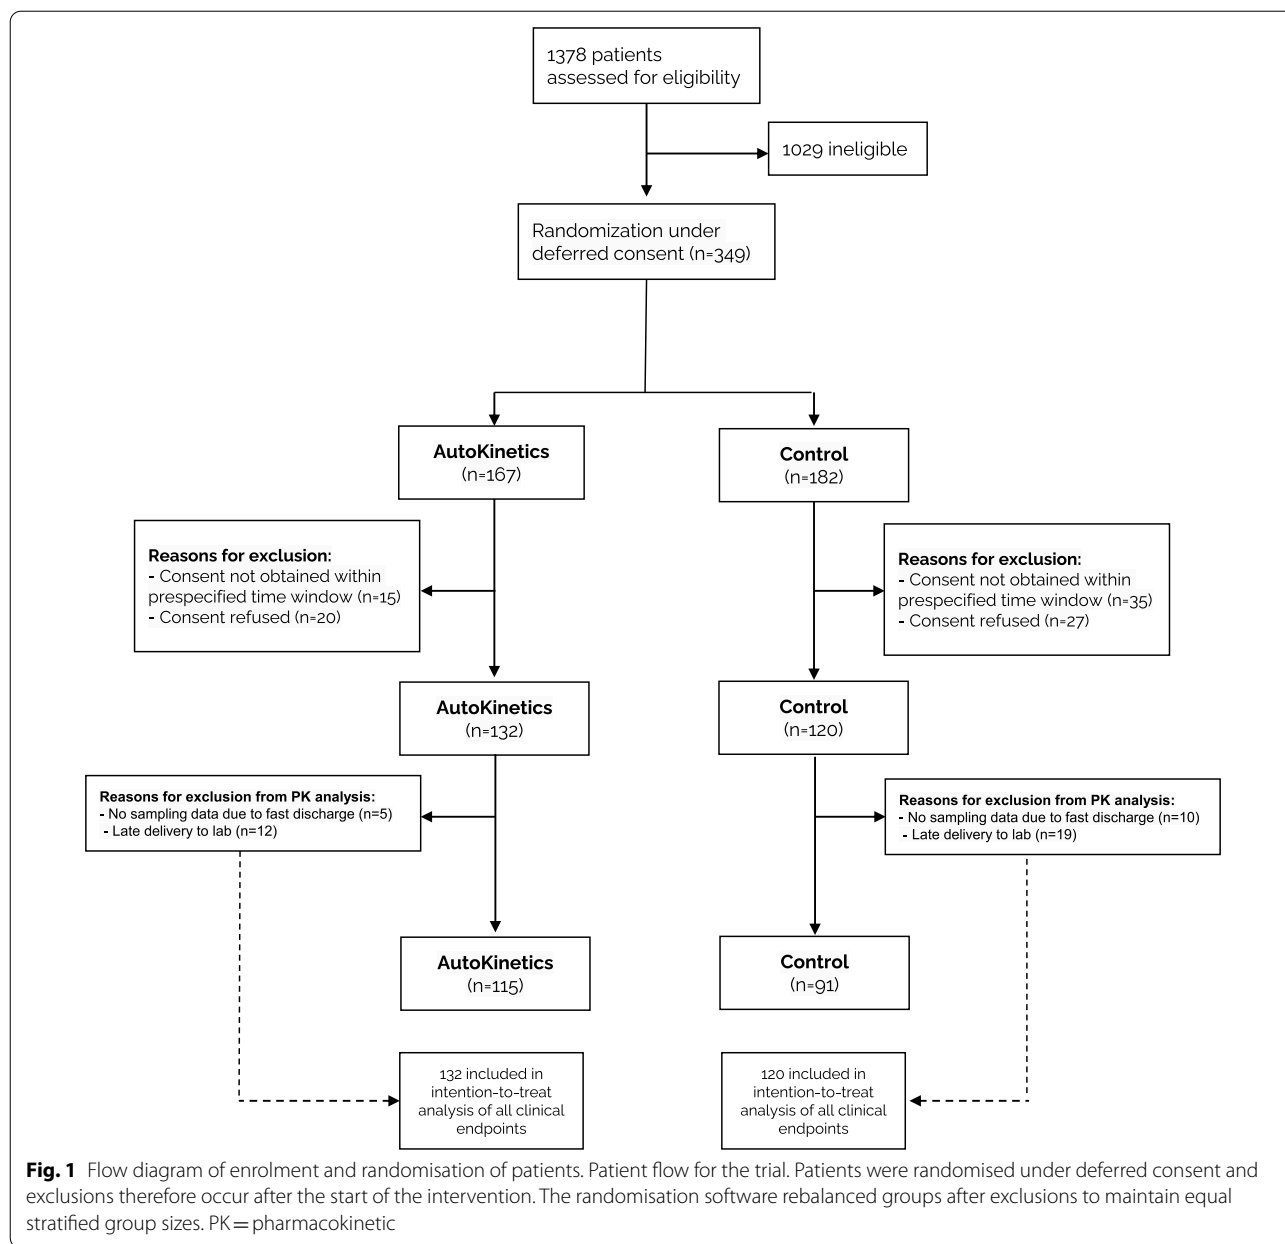 1378 patients
assessed for eligibility
1029 ineligible
Randomization under
deferred consent (n=349)
AutoKinetics
(n=167)
Control
(n=182)
Reasons for exclusion:
- Consent not obtained within
prespecified time window (n=15)
- Consent refused (n=20)
Reasons for exclusion:
- Consent not obtained within
prespecified time window (n=35)
- Consent refused (n=27)
AutoKinetics
(n=132)
Control
(n=120)
Reasons for exclusion from PK analysis:
- No sampling data due to fast discharge (n=5)
- Late delivery to lab (n=12)
Reasons for exclusion from PK analysis:
- No sampling data due to fast discharge (n=10)
- Late delivery to lab (n=19)
AutoKinetics
(n=115)
Control
(n=91)
132 included in
intention-to-treat
analysis of all clinical
endpoints
120 included in
intention-to-treat
analysis of all clinical
endpoints
Fig. 1 Flow diagram of enrolment and randomisation of patients. Patient flow for the trial. Patients were randomised under deferred consent and
exclusions therefore occur after the start of the intervention. The randomisation software rebalanced groups after exclusions to maintain equal
stratified group sizes. PK = pharmacokinetic